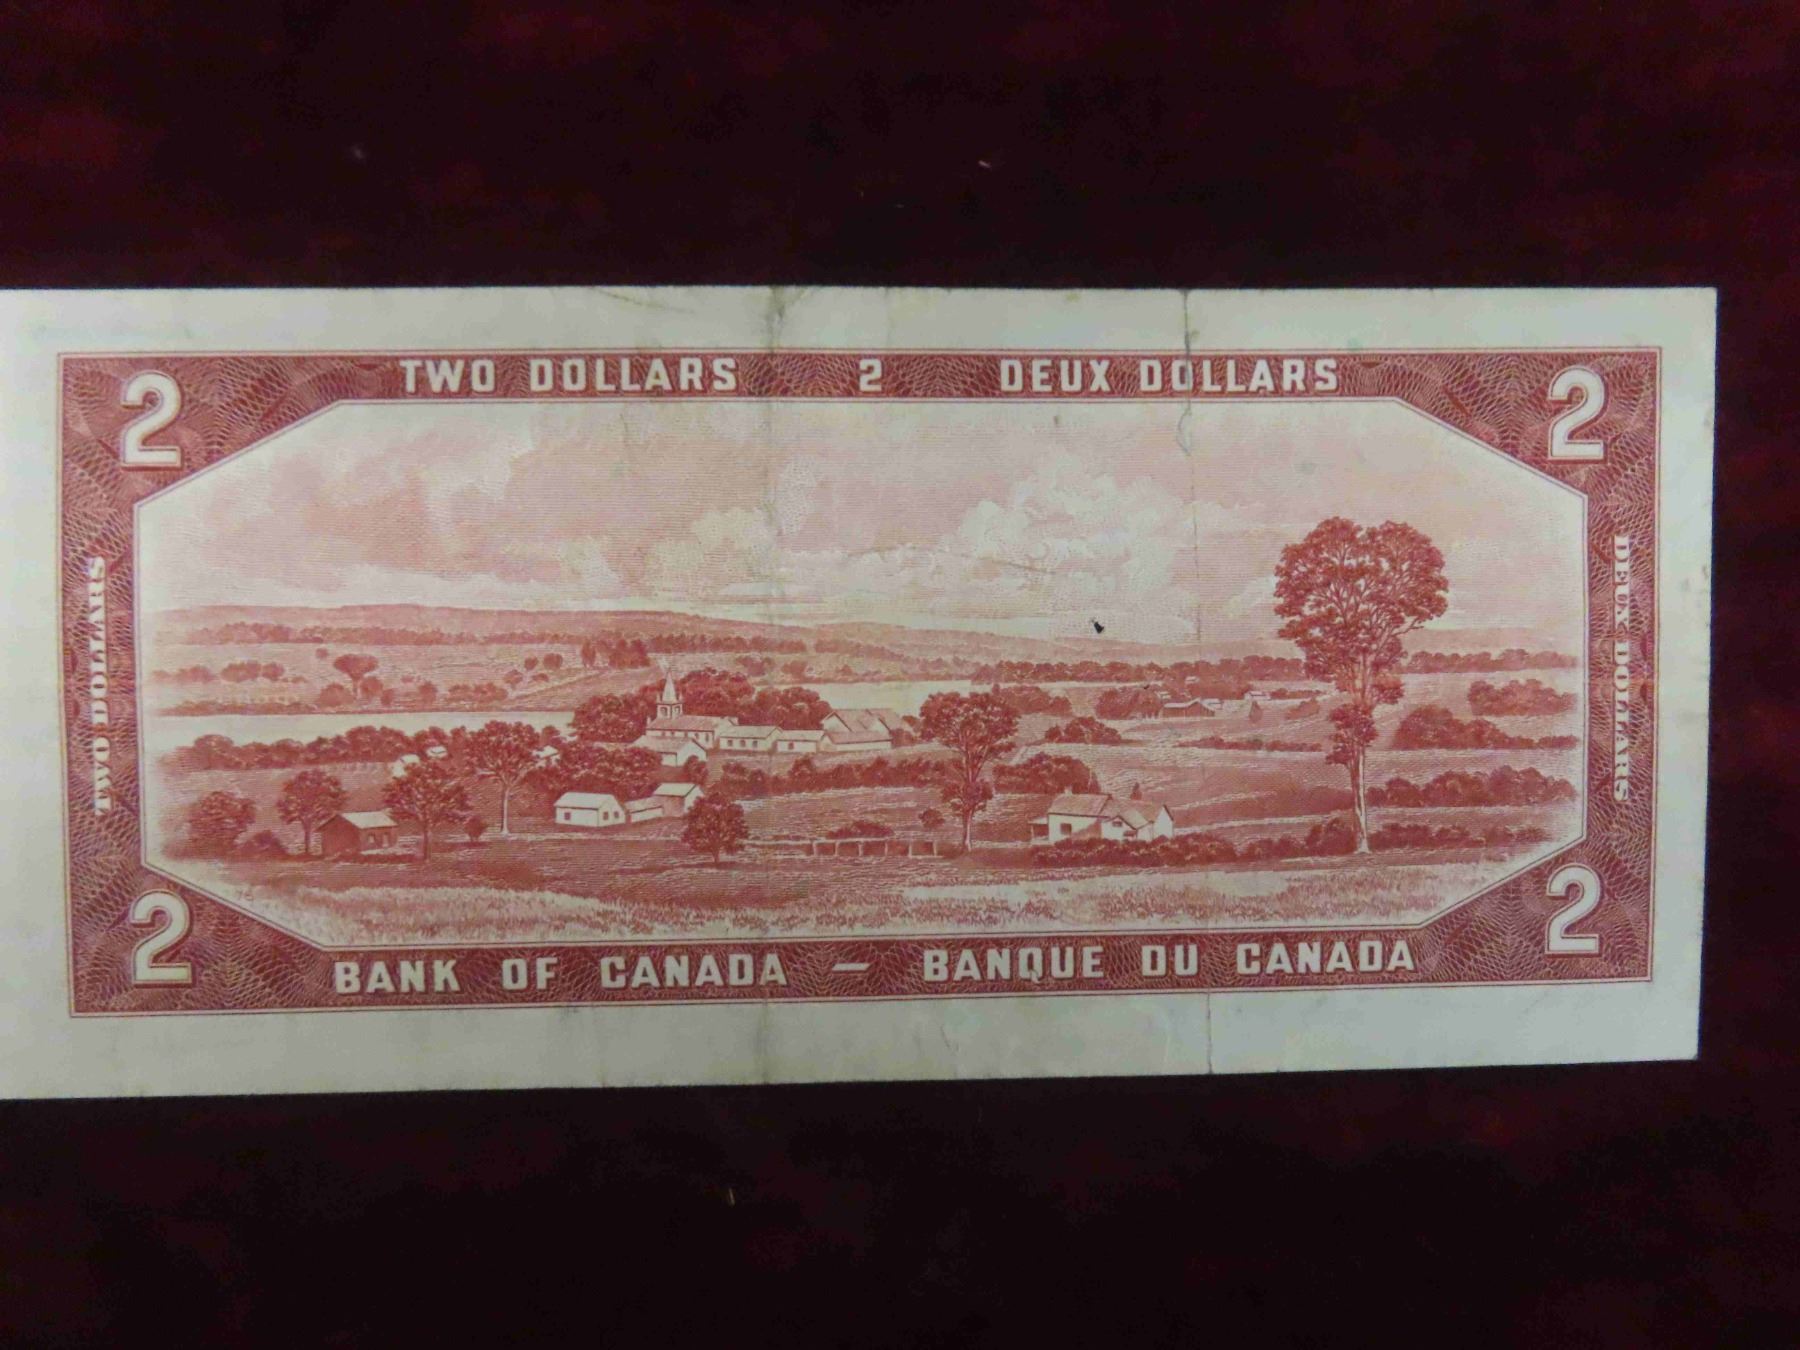 TWO DOLLARS 2 DEUX DOLLARS
2
2
TWO DOLLARS
DEUX DOLLARS
2
2
BANK OF CANADA — BANQUE DU CANADA